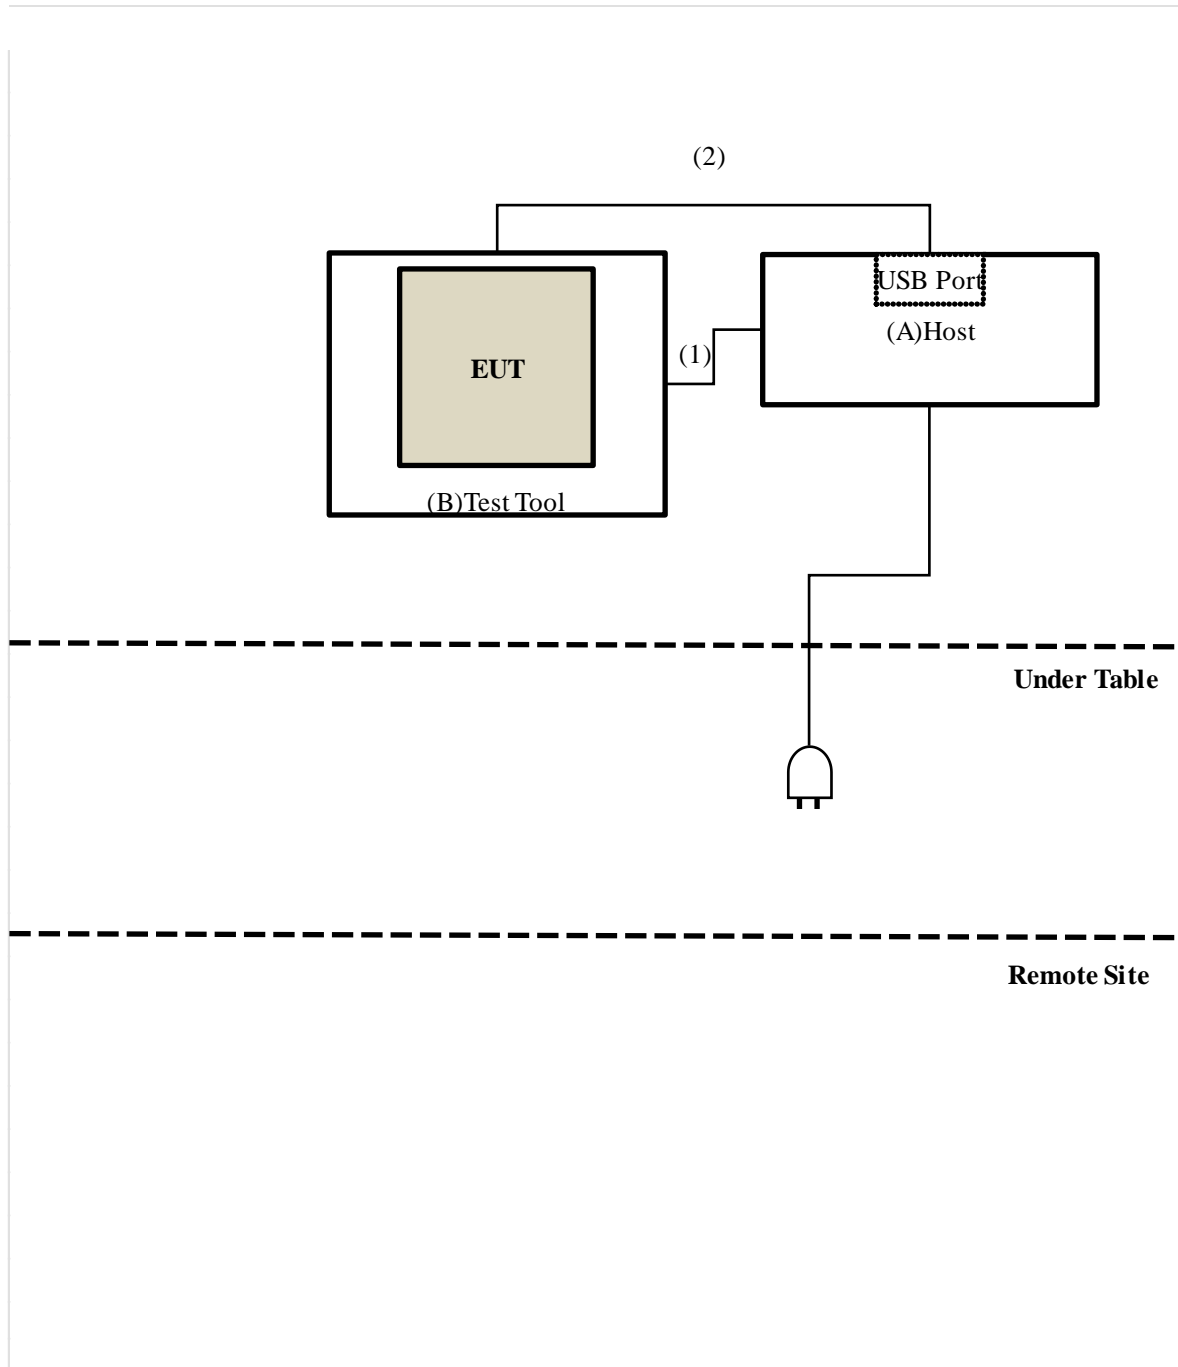 (2)
USB Port
(A)Host
(1)
EUT
(B)Test Tool
Under Table
Remote Site